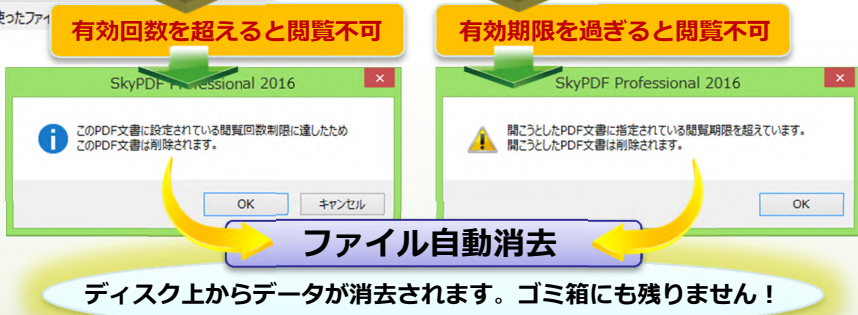 使ったファイ
有効回数を超えると閲覧不可
有効期限を過ぎると閲覧不可
SkyPDF Professional 2016
このPDF文書に設定されている閲覧回数制限に達したため
このPDF文書は削除されます。
OK
キャンセル
SkyPDF Professional 2016
開こうとしたPDF文書に指定されている閲覧期限を超えています。
開こうとしたPDF文書は削除されます。
OK
ファイル自動消去
ディスク上からデータが消去されます。ゴミ箱にも残りません！